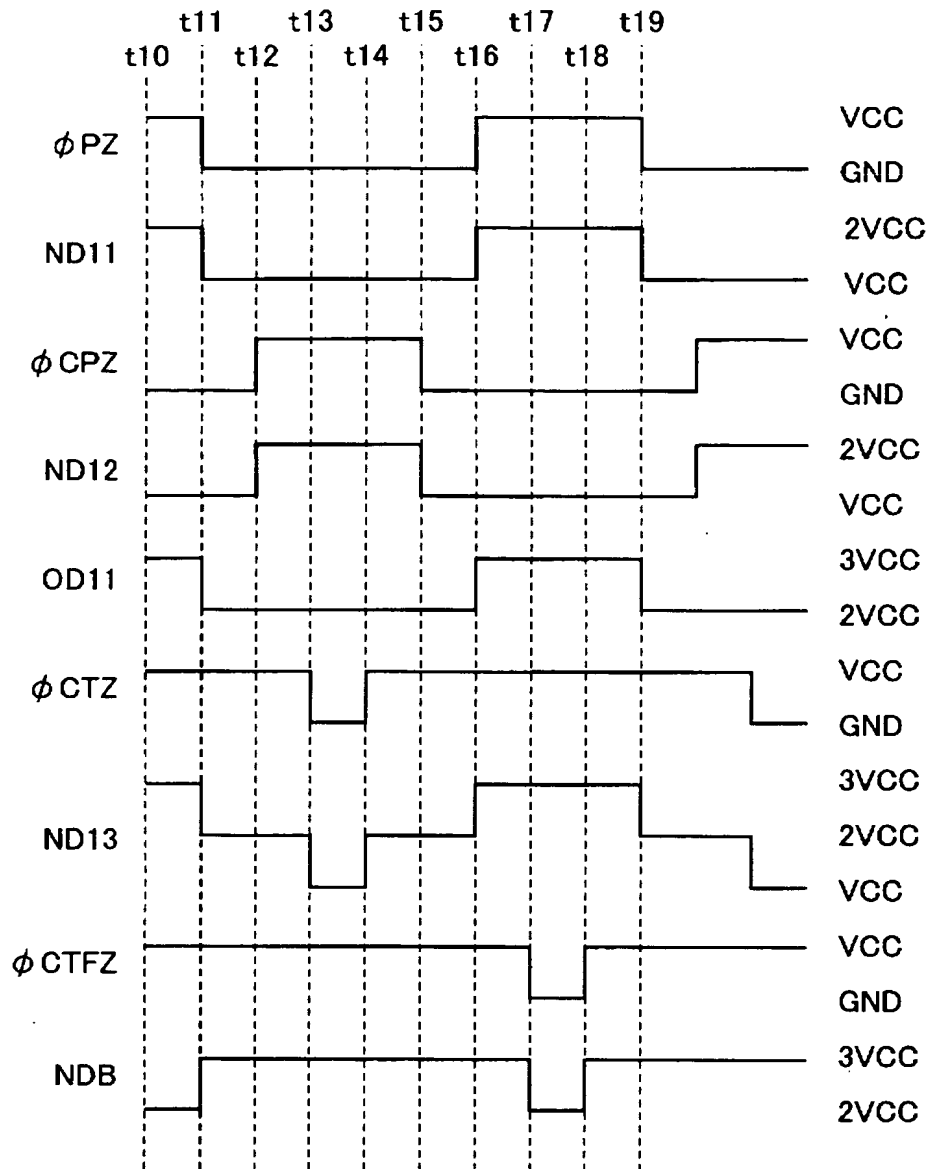 t11 t13 t15 t17 t19
t10 t12 t14 t16 t18
φPZ VCC
GND
ND11 2VCC
VCC
φCPZ VCC
GND
ND12 2VCC
VCC
OD11 3VCC
2VCC
φCTZ VCC
GND
ND13 3VCC
2VCC
VCC
φCTFZ VCC
GND
NDB 3VCC
2VCC